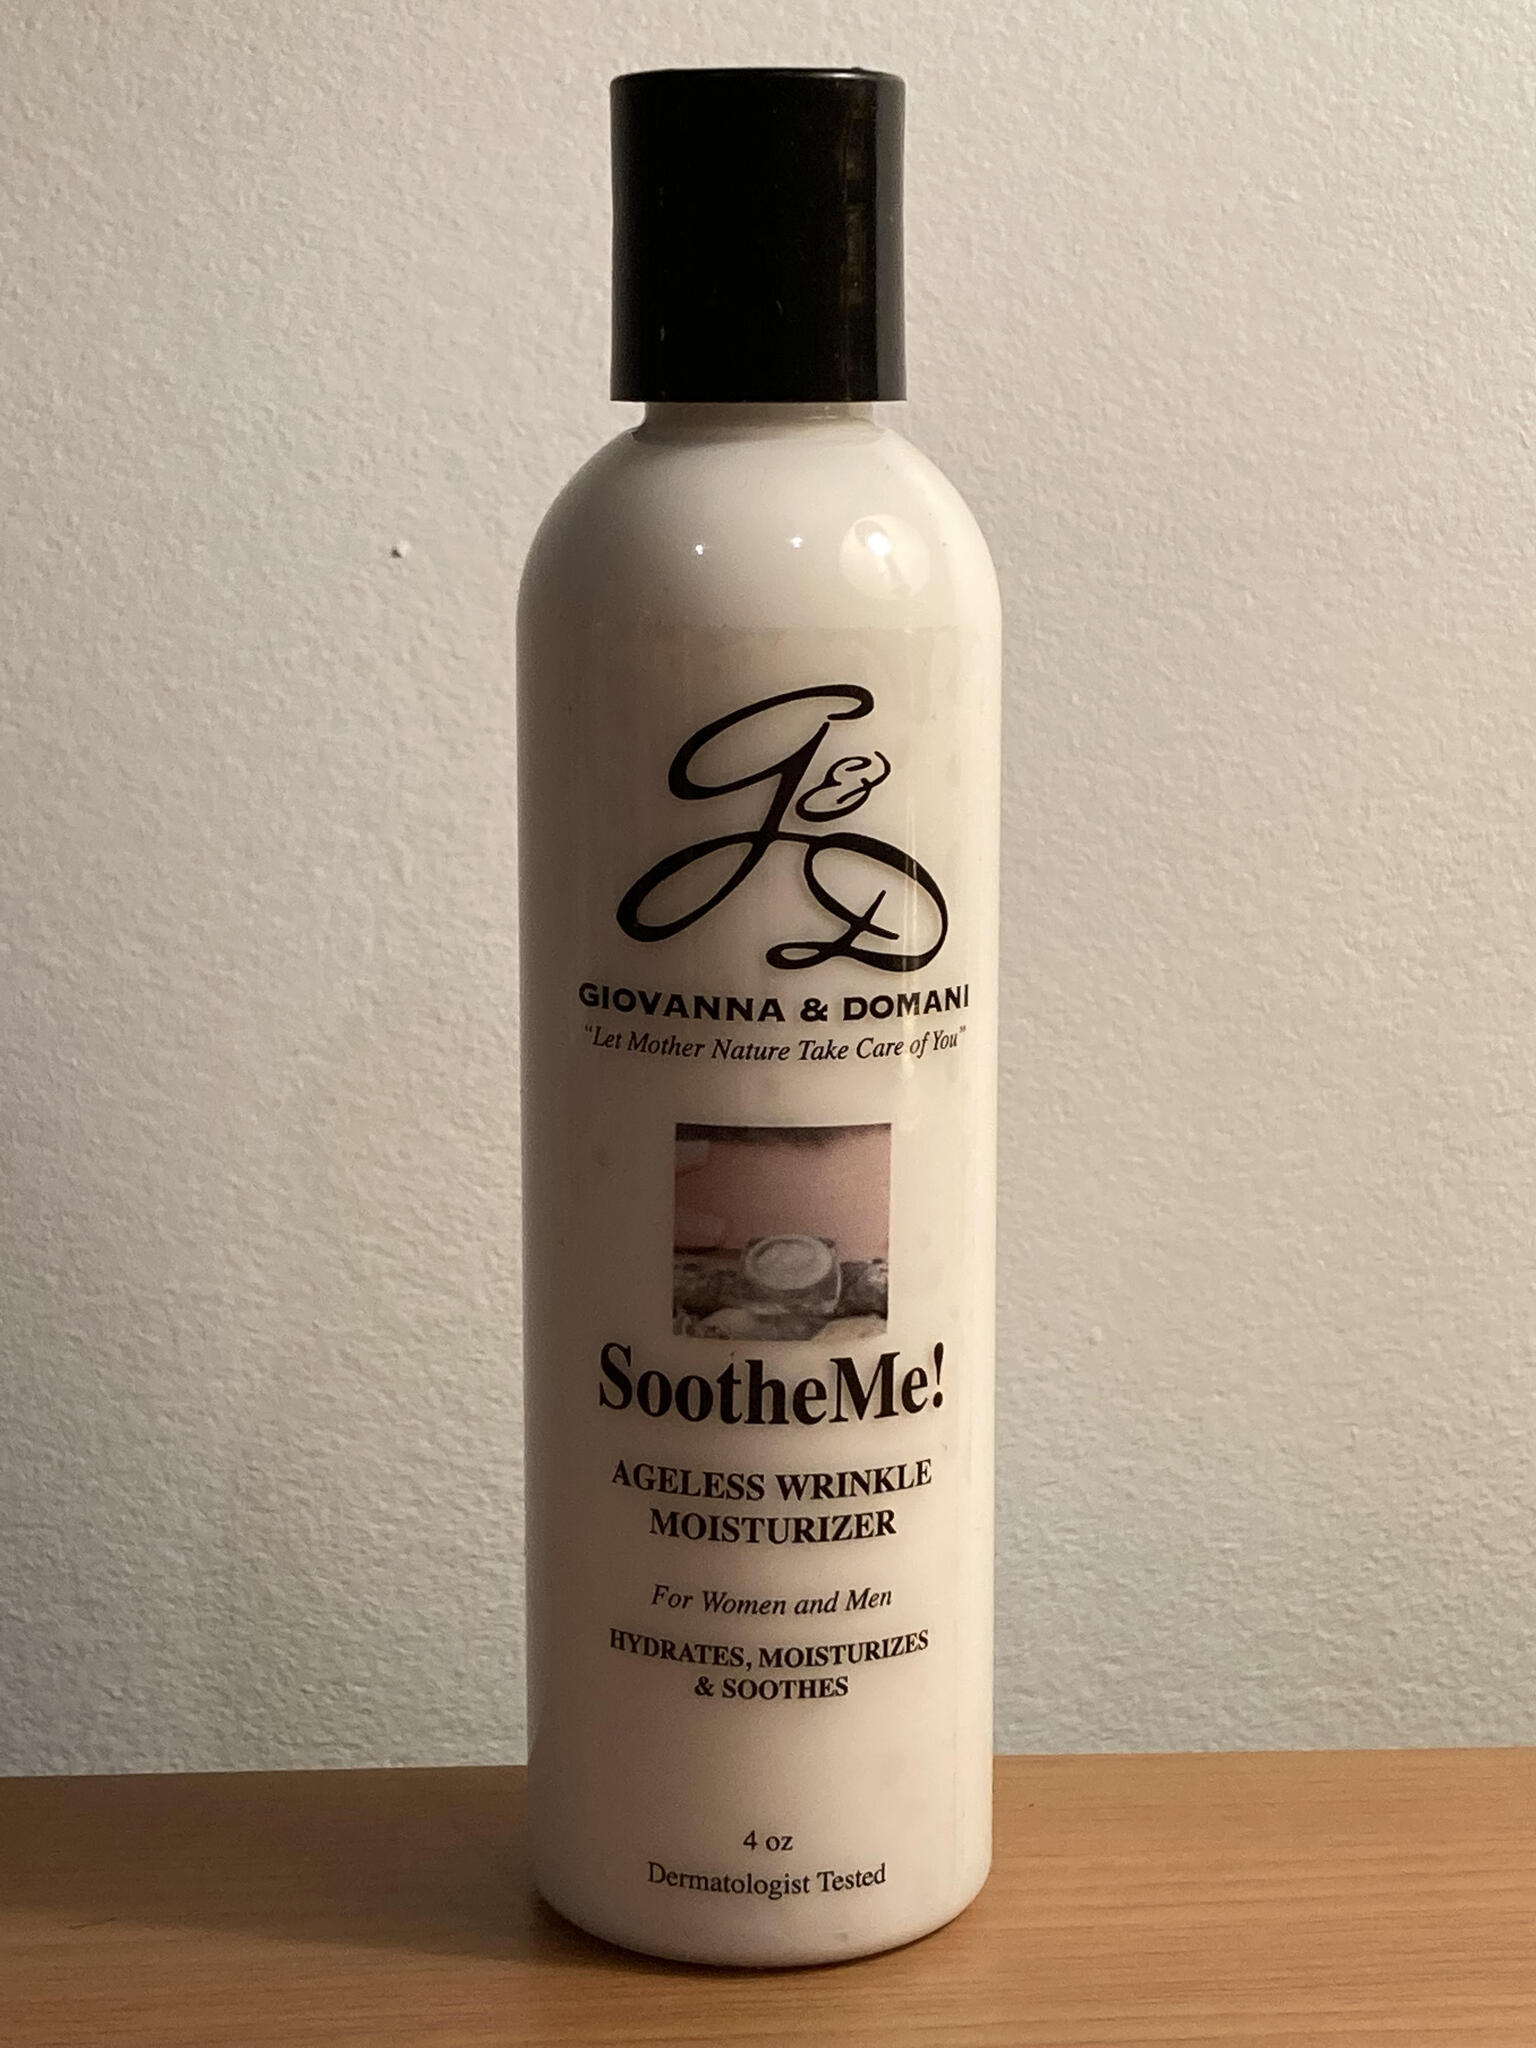 G&
D
GIOVANNA & DOMANI
“Let Mother Nature Take Care of You”
SootheMe!
AGELESS WRINKLE
MOISTURIZER
For Women and Men
HYDRATES, MOISTURIZES
& SOOTHES
4 oz
Dermatologist Tested